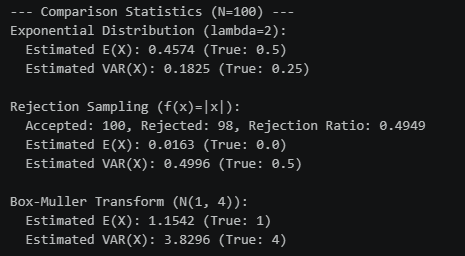 --- Comparison Statistics (N=100) ---
Exponential Distribution (lambda=2):
Estimated E(X): 0.4574 (True: 0.5)
Estimated VAR(X): 0.1825 (True: 0.25)
Rejection Sampling (f(x)=|x|):
Accepted: 100, Rejected: 98, Rejection Ratio: 0.4949
Estimated E(X): 0.0163 (True: 0.0)
Estimated VAR(X): 0.4996 (True: 0.5)
Box-Muller Transform (N(1, 4)):
Estimated E(X): 1.1542 (True: 1)
Estimated VAR(X): 3.8296 (True: 4)